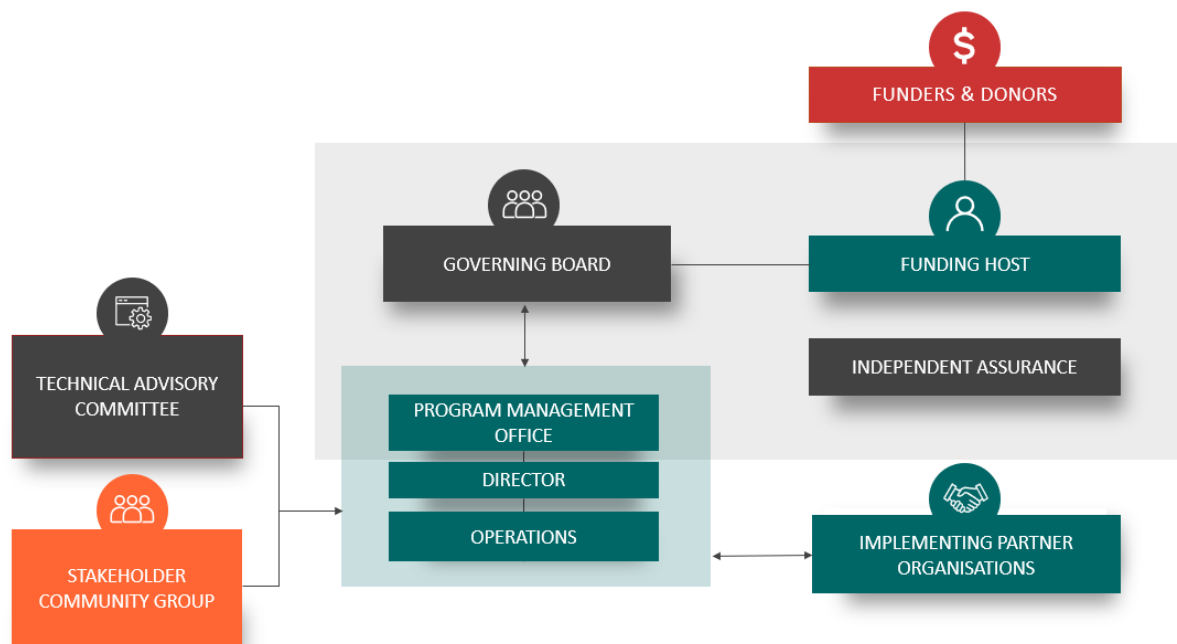 $
FUNDERS & DONORS
GOVERNING BOARD
FUNDING HOST
INDEPENDENT ASSURANCE
TECHNICAL ADVISORY
COMMITTEE
PROGRAM MANAGEMENT
OFFICE
DIRECTOR
OPERATIONS
STAKEHOLDER
COMMUNITY GROUP
IMPLEMENTING PARTNER
ORGANISATIONS